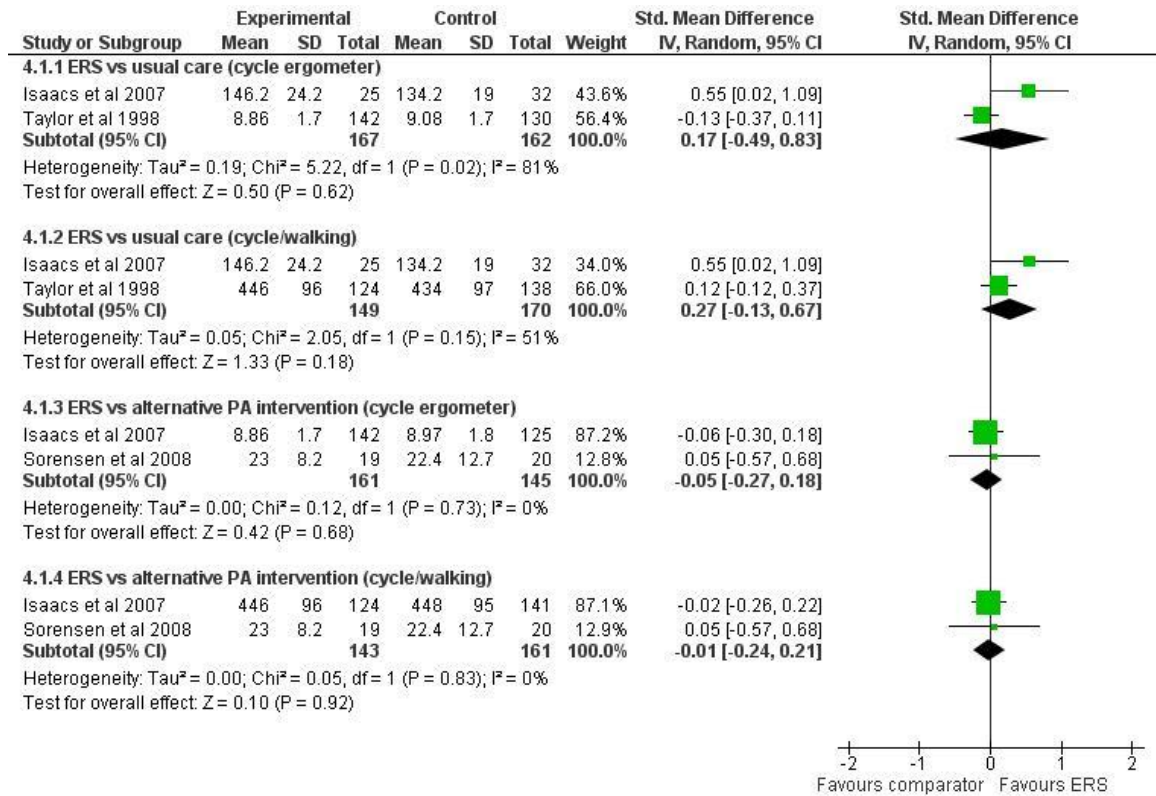 Experimental Control Std. Mean Difference Std. Mean Difference
Study or Subgroup Mean SD Total Mean SD Total Weight IV, Random, 95% CI IV, Random, 95% CI
4.1.1 ERS vs usual care (cycle ergometer)
Isaacs et al 2007 146.2 24.2 25 134.2 19 32 43.6% 0.55 [0.02, 1.09]
Taylor et al 1998 8.86 1.7 142 9.08 1.7 130 56.4% -0.13 [-0.37, 0.11]
Subtotal (95% CI) 167 162 100.0% 0.17 [-0.49, 0.83]
Heterogeneity: Tau² = 0.19; Chi² = 5.22, df = 1 (P = 0.02); I² = 81%
Test for overall effect: Z = 0.50 (P = 0.62)
4.1.2 ERS vs usual care (cycle/walking)
Isaacs et al 2007 146.2 24.2 25 134.2 19 32 34.0% 0.55 [0.02, 1.09]
Taylor et al 1998 446 96 124 434 97 138 66.0% 0.12 [-0.12, 0.37]
Subtotal (95% CI) 149 170 100.0% 0.27 [-0.13, 0.67]
Heterogeneity: Tau² = 0.05; Chi² = 2.05, df = 1 (P = 0.15); I² = 51%
Test for overall effect: Z = 1.33 (P = 0.18)
4.1.3 ERS vs alternative PA intervention (cycle ergometer)
Isaacs et al 2007 8.86 1.7 142 8.97 1.8 125 87.2% -0.06 [-0.30, 0.18]
Sorensen et al 2008 23 8.2 19 22.4 12.7 20 12.8% 0.05 [-0.57, 0.68]
Subtotal (95% CI) 161 145 100.0% -0.05 [-0.27, 0.18]
Heterogeneity: Tau² = 0.00; Chi² = 0.12, df = 1 (P = 0.73); I² = 0%
Test for overall effect: Z = 0.42 (P = 0.68)
4.1.4 ERS vs alternative PA intervention (cycle/walking)
Isaacs et al 2007 446 96 124 448 95 141 87.1% -0.02 [-0.26, 0.22]
Sorensen et al 2008 23 8.2 19 22.4 12.7 20 12.9% 0.05 [-0.57, 0.68]
Subtotal (95% CI) 143 161 100.0% -0.01 [-0.24, 0.21]
Heterogeneity: Tau² = 0.00; Chi² = 0.05, df = 1 (P = 0.83); I² = 0%
Test for overall effect: Z = 0.10 (P = 0.92)
-2 -1 0 1 2
Favours comparator Favours ERS